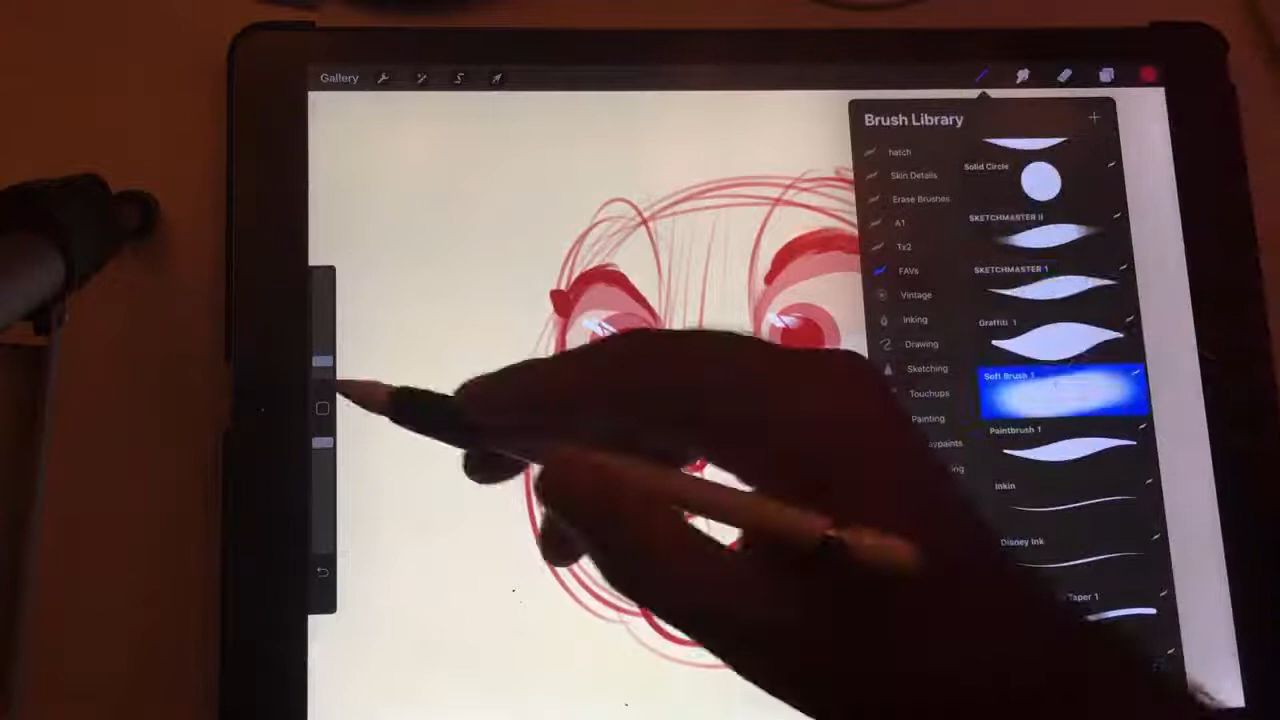 Gallery
Brush Library
hatch
Skin Details
Erase Brushes
A1
Tx2
FAVs
Vintage
Inking
Drawing
Sketching
Touchups
Painting
Solid Circle
SKETCHMASTER II
SKETCHMASTER 1
Graffiti 1
Soft Brush 1
Paintbrush 1
Inkin
Disney Ink
Taper 1